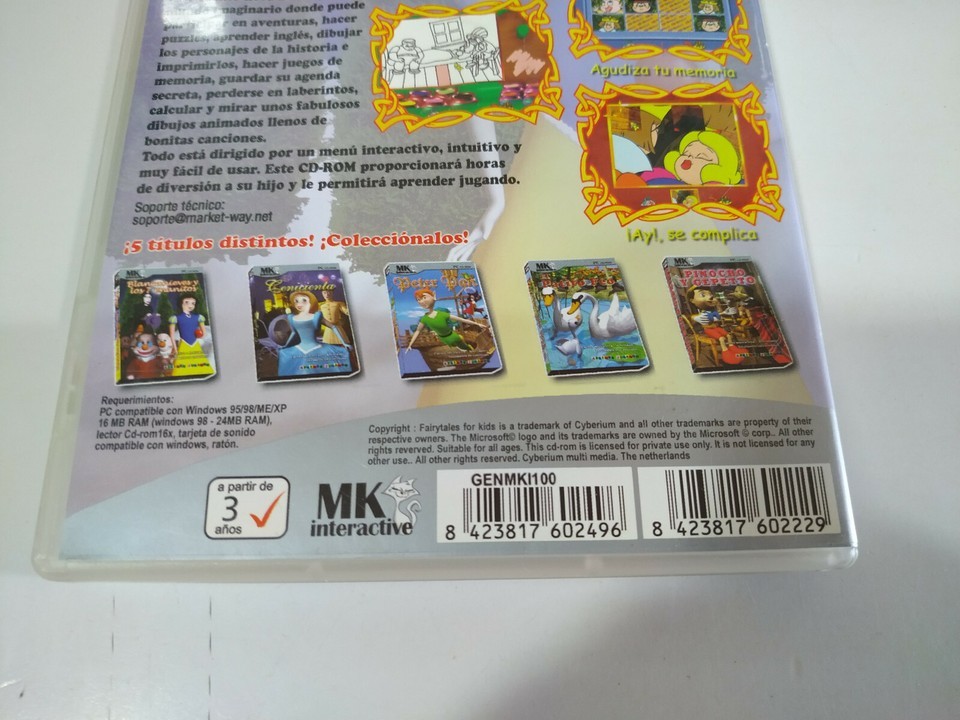 imaginario donde puede
en aventuras, hacer
puzzles, aprender inglés, dibujar
los personajes de la historia e
imprimirlos, hacer juegos de
memoria, guardar su agenda
secreta, perderse en laberintos,
calcular y mirar unos fabulosos
dibujos animados llenos de
bonitas canciones.
Todo está dirigido por un menú interactivo, intuitivo y
muy fácil de usar. Este CD-ROM proporcionará horas
de diversión a su hijo y le permitirá aprender jugando.
Soporte técnico:
soporte@market-way.net
Agudiza tu memoria
¡Ay!, se complica
¡5 titulos distintos! ¡Colecciónalos!
MK
Cenicienta
MK
Peter Pan
MK
PINOCHO
Y GEPETTO
Requerimientos:
PC compatible con Windows 95/98/ME/XP
16 MB RAM (windows 98 - 24MB RAM),
lector Cd-rom16x, tarjeta de sonido
compatible con windows, ratón.
Copyright : Fairytales for kids is a trademark of Cyberium and all other trademarks are property of their
respective owners. The Microsoft© logo and its trademarks are owned by the Microsoft © corp.. All other
rights reverved. Suitable for all ages. This cd-rom is licensed for private use only. It is not licensed for any
other use.. All other rights reserved. Cyberium multi media. The netherlands
a partir de
3
años
MK
interactive
GENMKI100
8 423817 602496
8 423817 602229